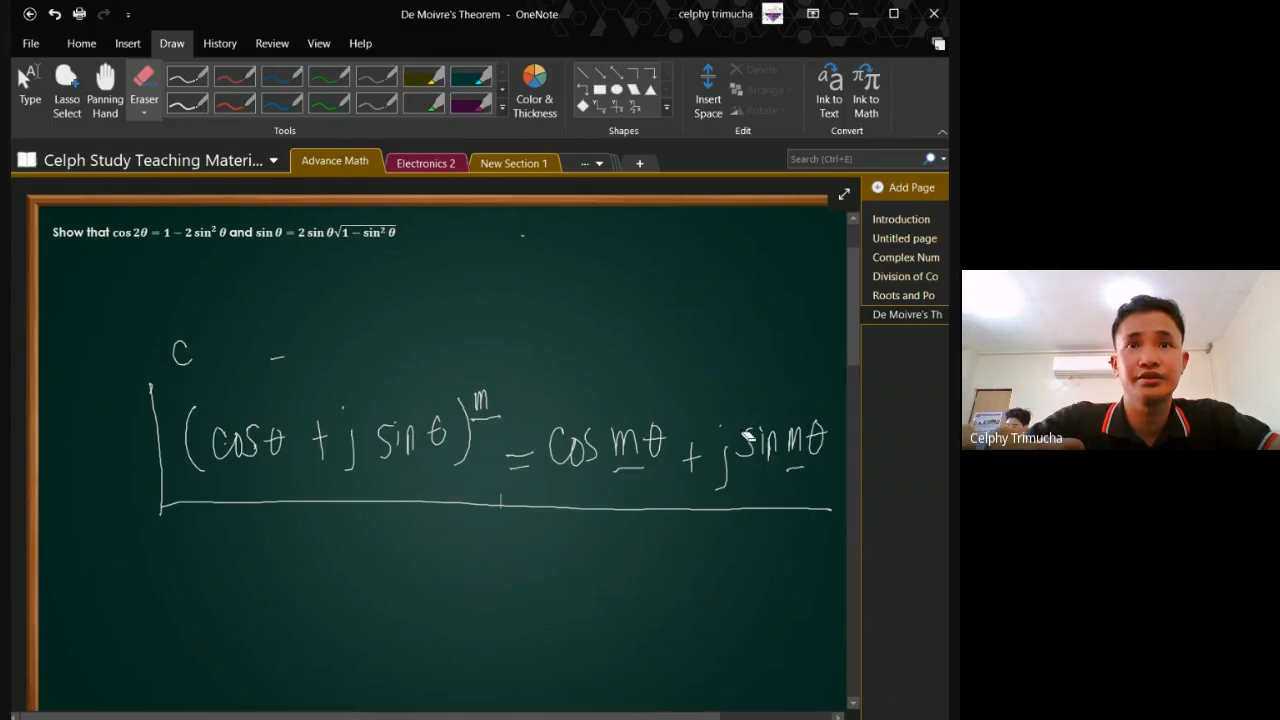 De Moivre's Theorem - OneNote
celphy trimucha
File Home Insert Draw History Review View Help
Type
Lasso Select
Panning Hand
Eraser
Color & Thickness
Insert Space
Delete
Arrange
Rotate
Ink to Text
Ink to Math
Tools Shapes Edit Convert
Celph Study Teaching Materi...
Advance Math
Electronics 2
New Section 1
...
+
Search (Ctrl+E)
Add Page
Introduction
Untitled page
Complex Num
Division of Co
Roots and Po
De Moivre's Th
Show that cos 2θ = 1 − 2 sin² θ and sin θ = 2 sin θ√1 − sin² θ
C -
(cosθ + j sin θ)^m = cos mθ + j sin mθ
Celphy Trimucha